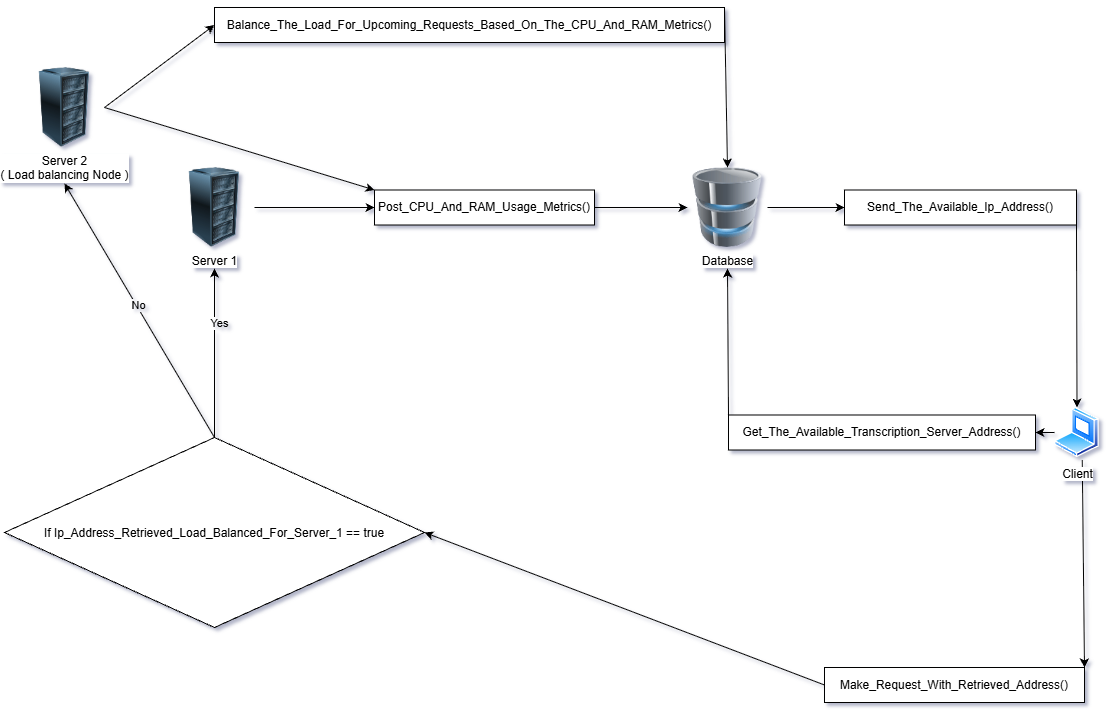 Balance_The_Load_For_Upcoming_Requests_Based_On_The_CPU_And_RAM_Metrics()
Server 2
( Load balancing Node )
Post_CPU_And_RAM_Usage_Metrics()
Send_The_Available_Ip_Address()
Server 1
Database
No
Yes
Get_The_Available_Transcription_Server_Address()
Client
If Ip_Address_Retrieved_Load_Balanced_For_Server_1 == true
Make_Request_With_Retrieved_Address()